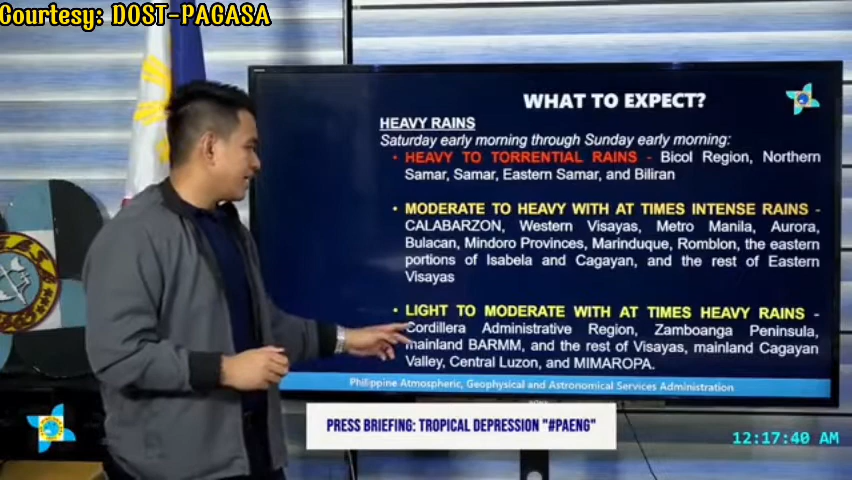 Courtesy: DOST-PAGASA
WHAT TO EXPECT?
HEAVY RAINS
Saturday early morning through Sunday early morning:
• HEAVY TO TORRENTIAL RAINS - Bicol Region, Northern
Samar, Samar, Eastern Samar, and Biliran
• MODERATE TO HEAVY WITH AT TIMES INTENSE RAINS -
CALABARZON, Western Visayas, Metro Manila, Aurora,
Bulacan, Mindoro Provinces, Marinduque, Romblon, the eastern
portions of Isabela and Cagayan, and the rest of Eastern
Visayas
• LIGHT TO MODERATE WITH AT TIMES HEAVY RAINS -
Cordillera Administrative Region, Zamboanga Peninsula,
mainland BARMM, and the rest of Visayas, mainland Cagayan
Valley, Central Luzon, and MIMAROPA.
Philippine Atmospheric, Geophysical and Astronomical Services Administration
PRESS BRIEFING: TROPICAL DEPRESSION "#PAENG"
12:17:40 AM